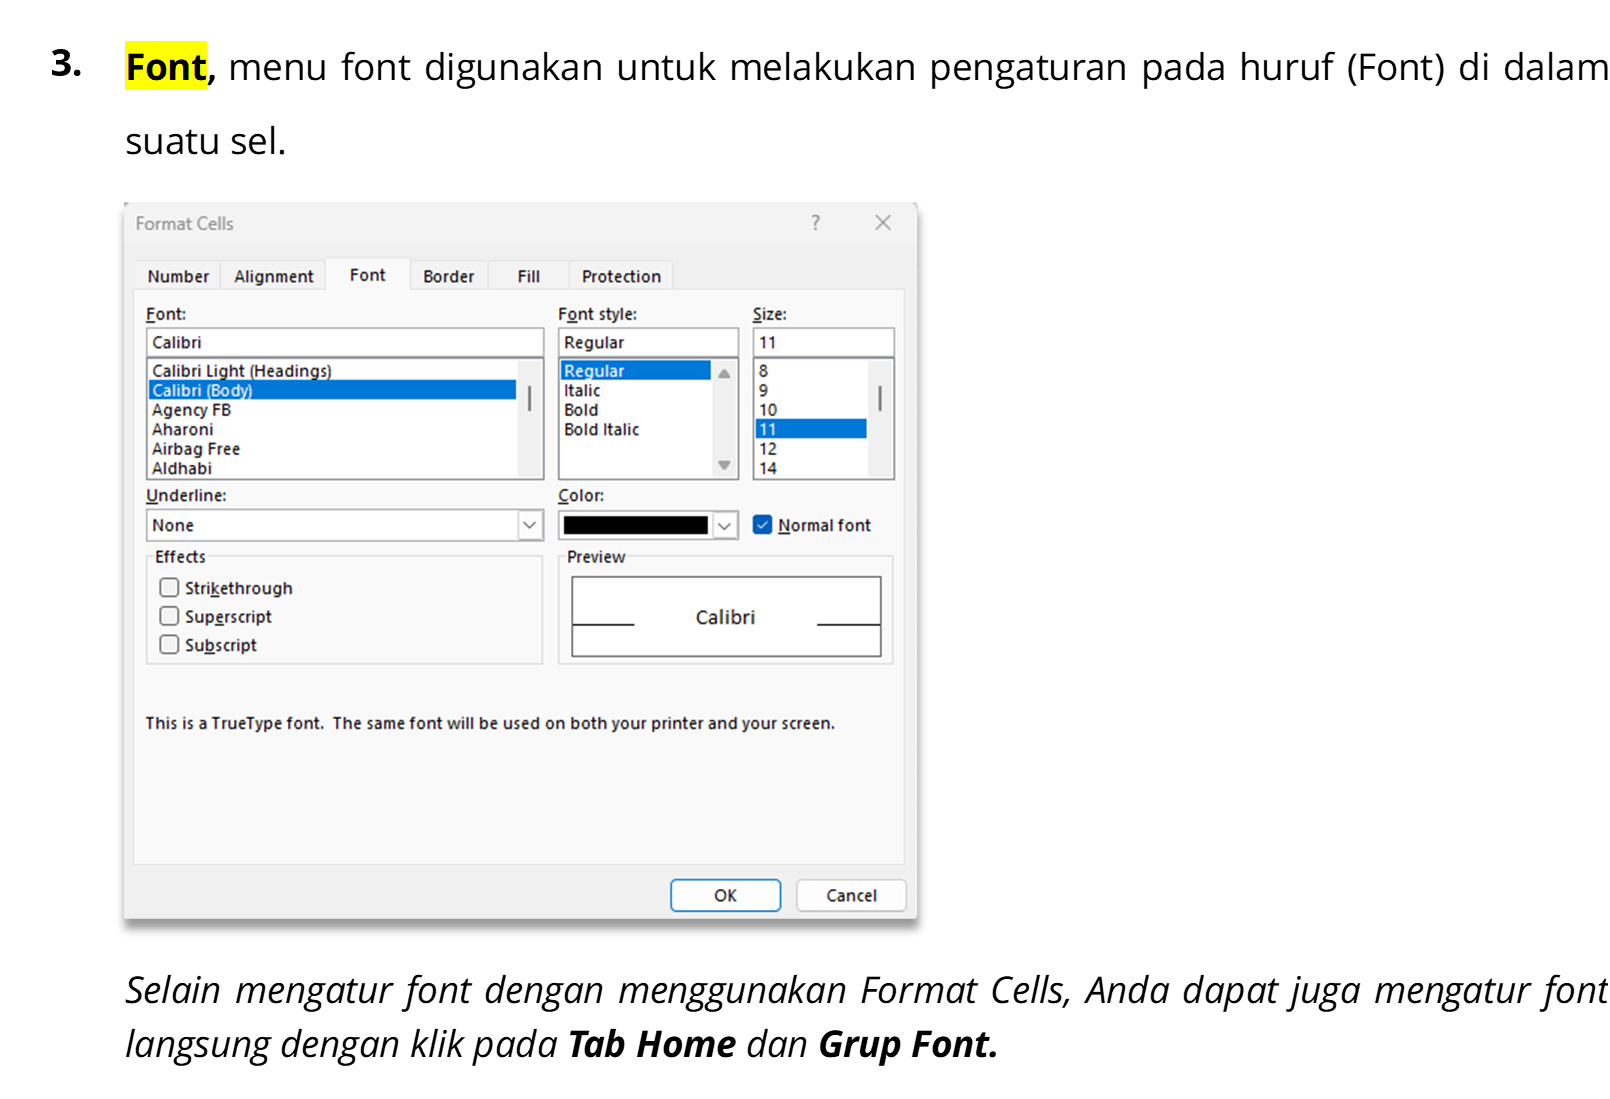 3. Font, menu font digunakan untuk melakukan pengaturan pada huruf (Font) di dalam
suatu sel.
Format Cells ?
Number Alignment Font Border Fill Protection
Font: Font style: Size:
Calibri Regular 11
Calibri Light (Headings) Regular 8
Calibri (Body) Italic 9
Agency FB Bold 10
Aharoni Bold Italic 11
Airbag Free 12
Aldhabi 14
Underline: Color:
None Normal font
Effects Preview
Strikethrough
Superscript Calibri
Subscript
This is a TrueType font. The same font will be used on both your printer and your screen.
OK Cancel
Selain mengatur font dengan menggunakan Format Cells, Anda dapat juga mengatur font
langsung dengan klik pada Tab Home dan Grup Font.